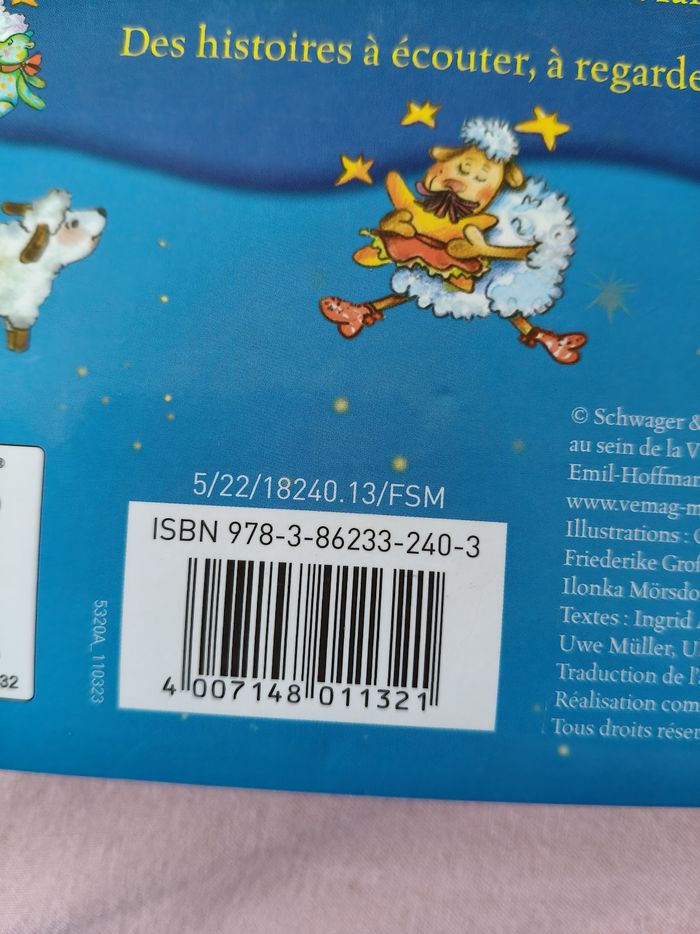 Des histoires à écouter, à regarde
5/22/18240.13/FSM
ISBN 978-3-86233-240-3
4 007148 011321
5320A_110323
32
®
© Schwager &
au sein de la V
Emil-Hoffman
www.vemag-m
Illustrations :
Friederike Gro
Ilonka Mörsdo
Textes : Ingrid
Uwe Müller, U
Traduction de l'
Réalisation com
Tous droits réser